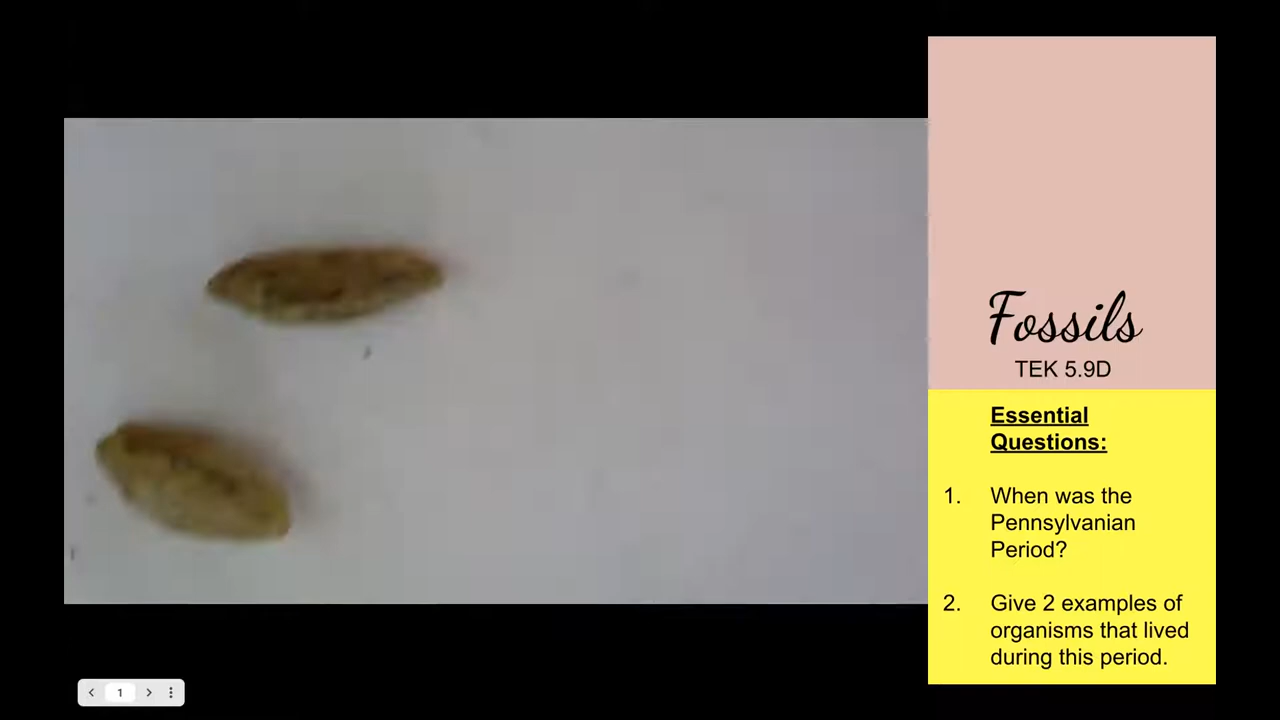 Fossils
TEK 5.9D
Essential
Questions:
1. When was the
Pennsylvanian
Period?
2. Give 2 examples of
organisms that lived
during this period.
1